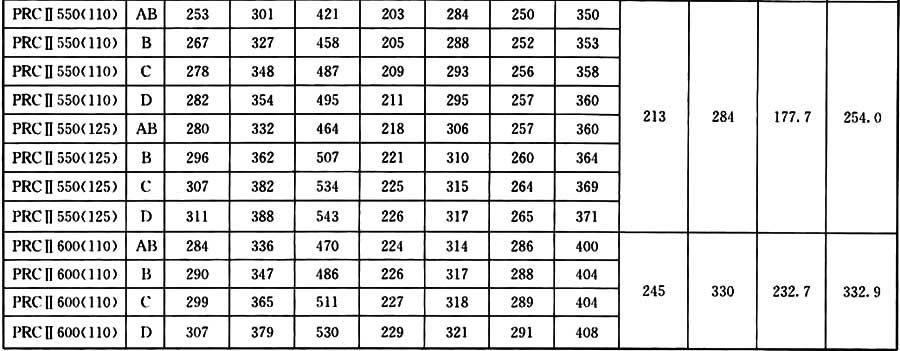 PRCⅡ550(110) AB 253 301 421 203 284 250 350
PRCⅡ550(110) B 267 327 458 205 288 252 353
PRCⅡ550(110) C 278 348 487 209 293 256 358
PRCⅡ550(110) D 282 354 495 211 295 257 360
213 284 177.7 254.0
PRCⅡ550(125) AB 280 332 464 218 306 257 360
PRCⅡ550(125) B 296 362 507 221 310 260 364
PRCⅡ550(125) C 307 382 534 225 315 264 369
PRCⅡ550(125) D 311 388 543 226 317 265 371
PRCⅡ600(110) AB 284 336 470 224 314 286 400
PRCⅡ600(110) B 290 347 486 226 317 288 404
245 330 232.7 332.9
PRCⅡ600(110) C 299 365 511 227 318 289 404
PRCⅡ600(110) D 307 379 530 229 321 291 408